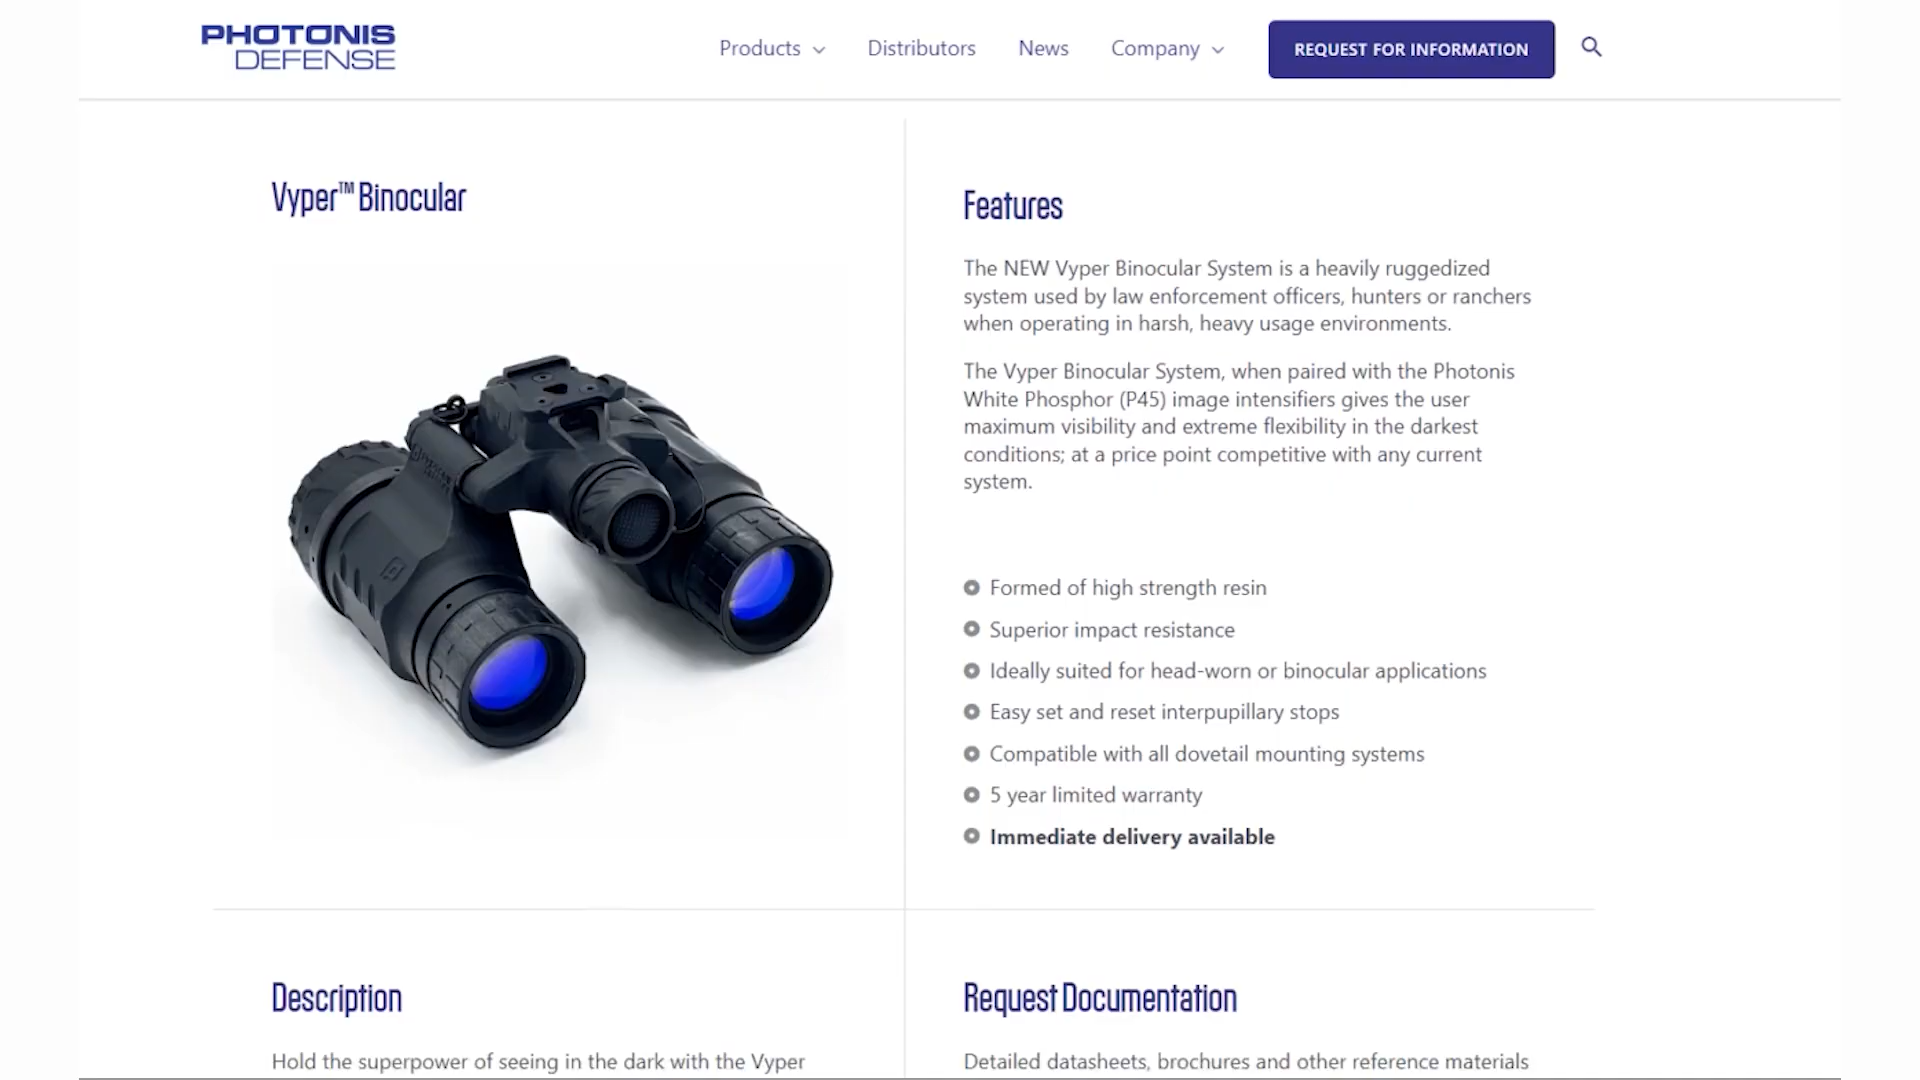 PHOTONIS
DEFENSE
Products
Distributors
News
Company
REQUEST FOR INFORMATION
Vyper™ Binocular
Features
The NEW Vyper Binocular System is a heavily ruggedized
system used by law enforcement officers, hunters or ranchers
when operating in harsh, heavy usage environments.
The Vyper Binocular System, when paired with the Photonis
White Phosphor (P45) image intensifiers gives the user
maximum visibility and extreme flexibility in the darkest
conditions; at a price point competitive with any current
system.
Formed of high strength resin
Superior impact resistance
Ideally suited for head-worn or binocular applications
Easy set and reset interpupillary stops
Compatible with all dovetail mounting systems
5 year limited warranty
Immediate delivery available
Description
Hold the superpower of seeing in the dark with the Vyper
Request Documentation
Detailed datasheets, brochures and other reference materials